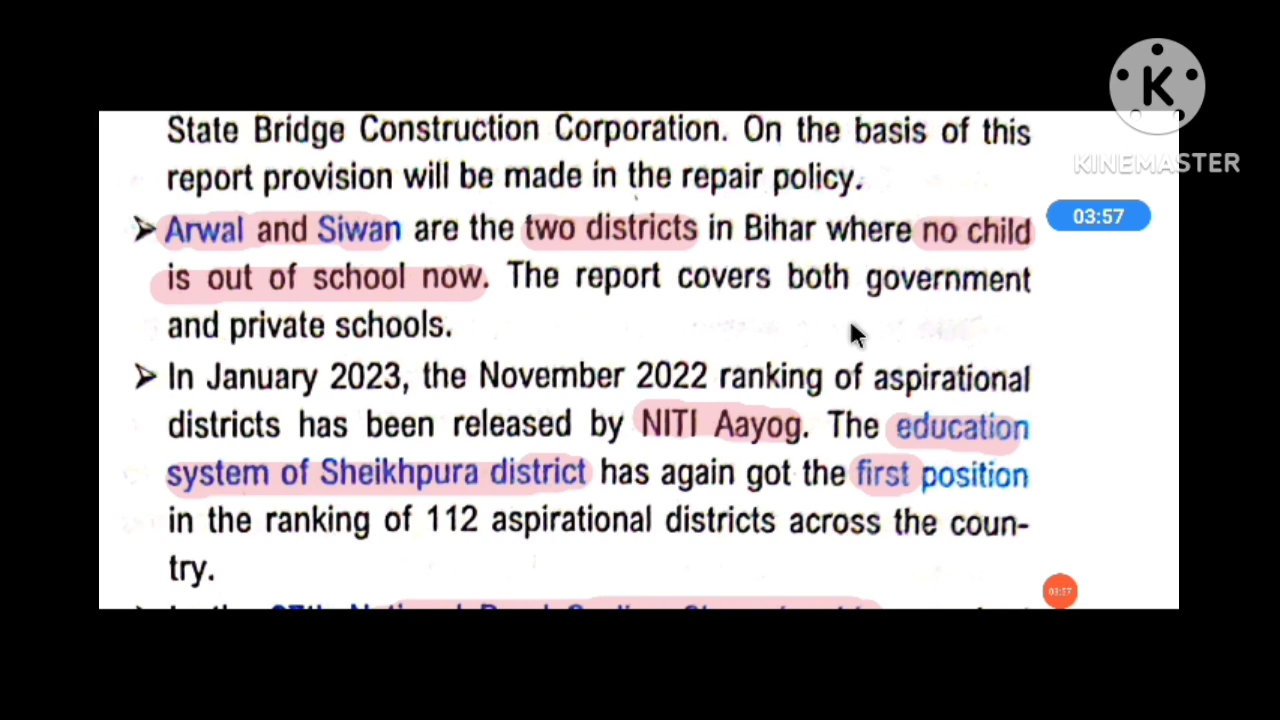 K
KINEMASTER
State Bridge Construction Corporation. On the basis of this
report provision will be made in the repair policy.
03:57
➢ Arwal and Siwan are the two districts in Bihar where no child
is out of school now. The report covers both government
and private schools.
➢ In January 2023, the November 2022 ranking of aspirational
districts has been released by NITI Aayog. The education
system of Sheikhpura district has again got the first position
in the ranking of 112 aspirational districts across the coun-
try.
03:57